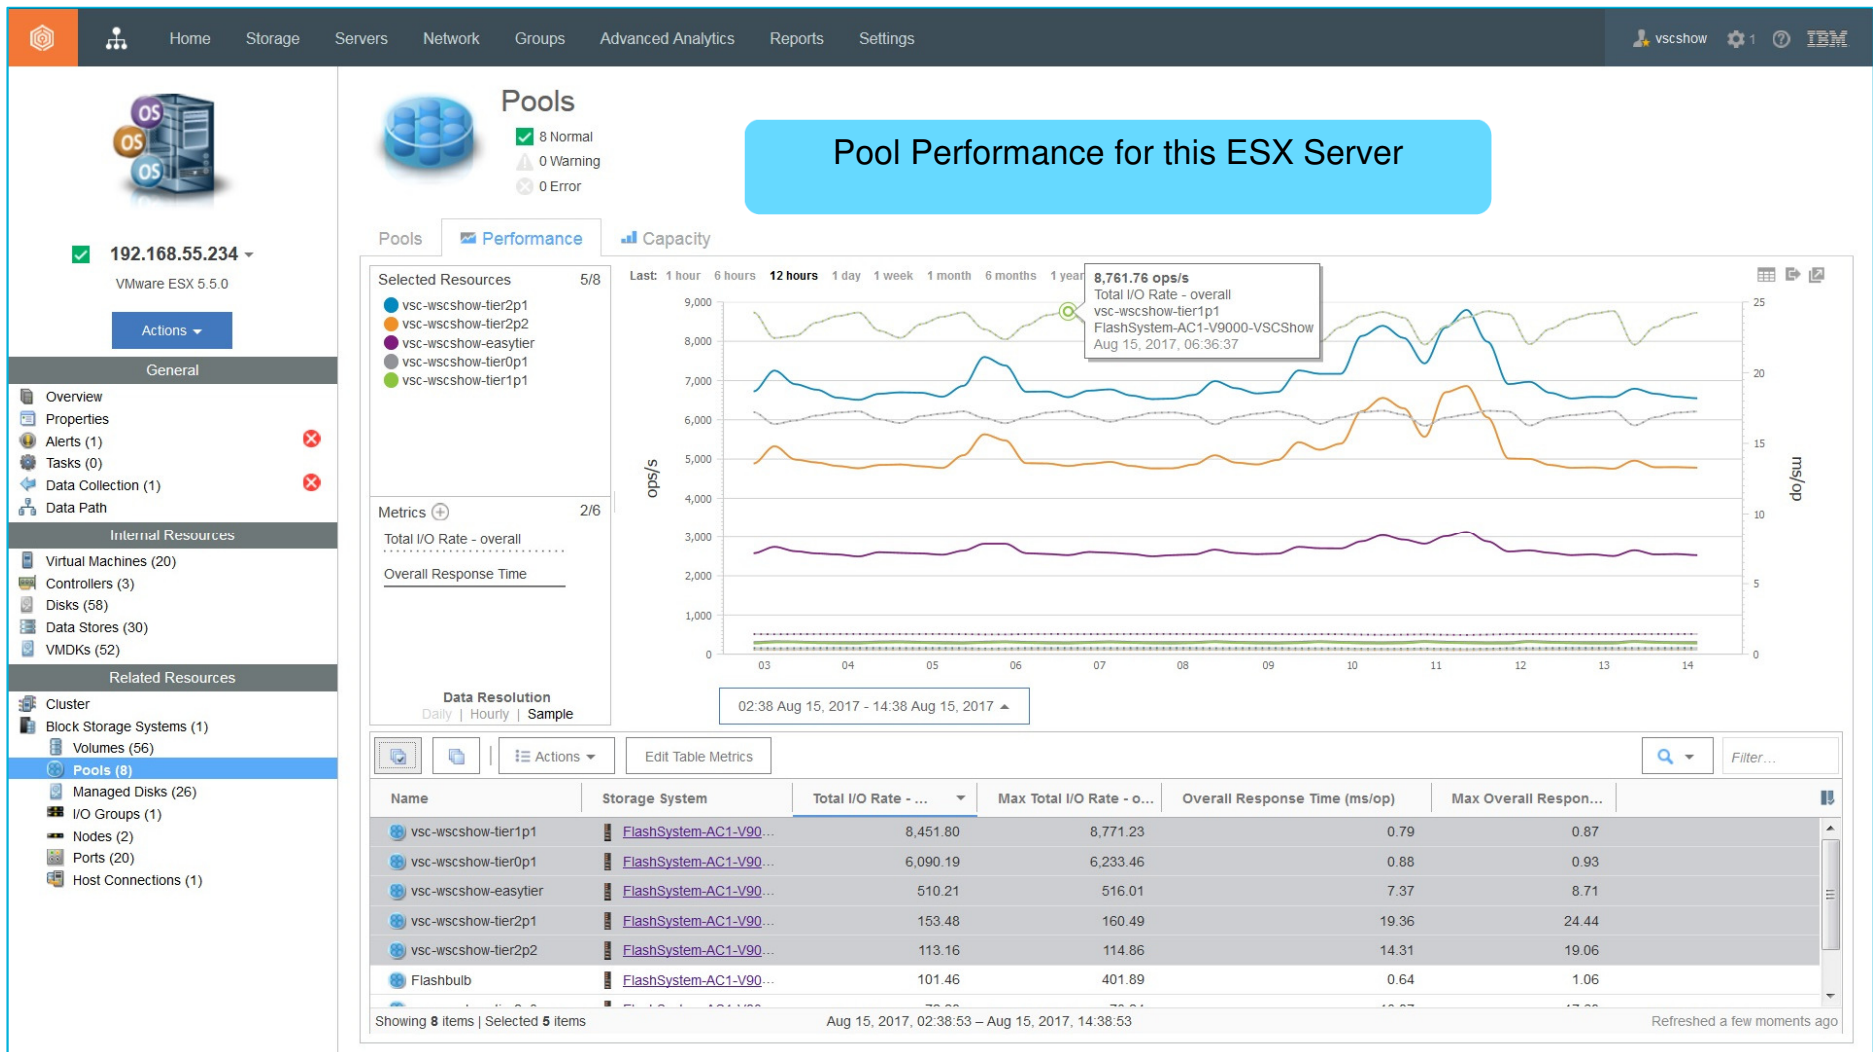 Home Storage Servers Network Groups Advanced Analytics Reports Settings vscshow 1 IBM
OS
OS
OS
192.168.55.234
VMware ESX 5.5.0
Actions
General
Overview
Properties
Alerts (1)
Tasks (0)
Data Collection (1)
Data Path
Internal Resources
Virtual Machines (20)
Controllers (3)
Disks (58)
Data Stores (30)
VMDKs (52)
Related Resources
Cluster
Block Storage Systems (1)
Volumes (56)
Pools (8)
Managed Disks (26)
I/O Groups (1)
Nodes (2)
Ports (20)
Host Connections (1)
Pools
8 Normal
0 Warning
0 Error
Pool Performance for this ESX Server
Pools Performance Capacity
Selected Resources 5/8
vsc-wscshow-tier2p1
vsc-wscshow-tier2p2
vsc-wscshow-easytier
vsc-wscshow-tier0p1
vsc-wscshow-tier1p1
Metrics 2/6
Total I/O Rate - overall
Overall Response Time
Data Resolution
Daily | Hourly | Sample
Last: 1 hour 6 hours 12 hours 1 day 1 week 1 month 6 months 1 year
8,761.76 ops/s
Total I/O Rate - overall
vsc-wscshow-tier1p1
FlashSystem-AC1-V9000-VSCShow
Aug 15, 2017, 06:36:37
ops/s
9,000
8,000
7,000
6,000
5,000
4,000
3,000
2,000
1,000
0
25
20
15
10
5
0
ms/op
03 04 05 06 07 08 09 10 11 12 13 14
02:38 Aug 15, 2017 - 14:38 Aug 15, 2017
Actions Edit Table Metrics Filter...
Name Storage System Total I/O Rate - ... Max Total I/O Rate - o... Overall Response Time (ms/op) Max Overall Respon...
vsc-wscshow-tier1p1 FlashSystem-AC1-V90... 8,451.80 8,771.23 0.79 0.87
vsc-wscshow-tier0p1 FlashSystem-AC1-V90... 6,090.19 6,233.46 0.88 0.93
vsc-wscshow-easytier FlashSystem-AC1-V90... 510.21 516.01 7.37 8.71
vsc-wscshow-tier2p1 FlashSystem-AC1-V90... 153.48 160.49 19.36 24.44
vsc-wscshow-tier2p2 FlashSystem-AC1-V90... 113.16 114.86 14.31 19.06
Flashbulb FlashSystem-AC1-V90... 101.46 401.89 0.64 1.06
Showing 8 items | Selected 5 items Aug 15, 2017, 02:38:53 – Aug 15, 2017, 14:38:53 Refreshed a few moments ago